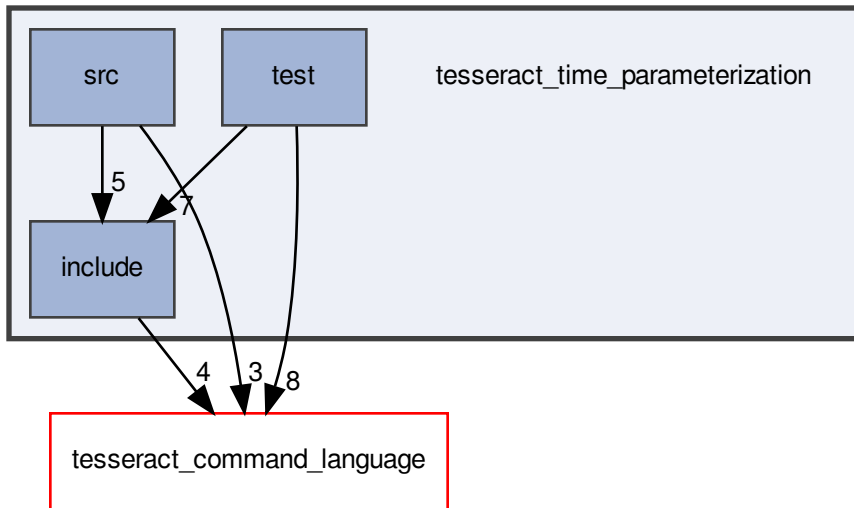 src
test
tesseract_time_parameterization
5
7
include
4
3
8
tesseract_command_language